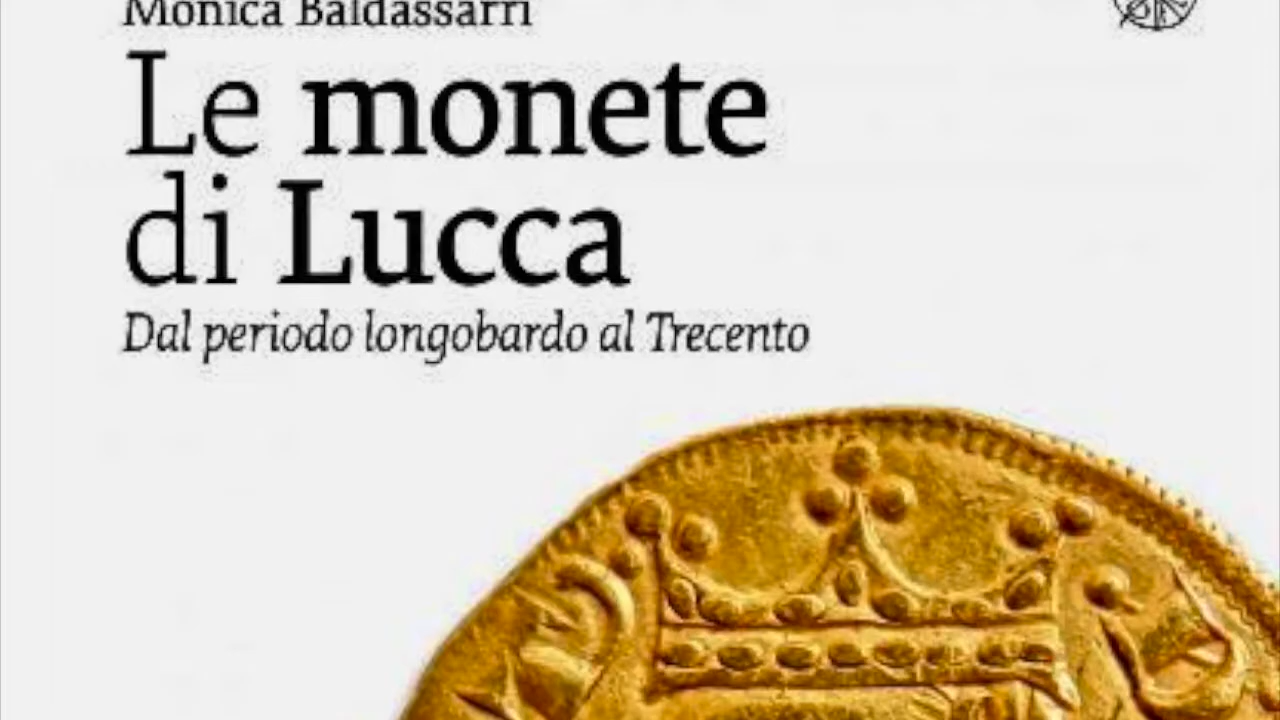 Monica Baldassarri
Le monete
di Lucca
Dal periodo longobardo al Trecento